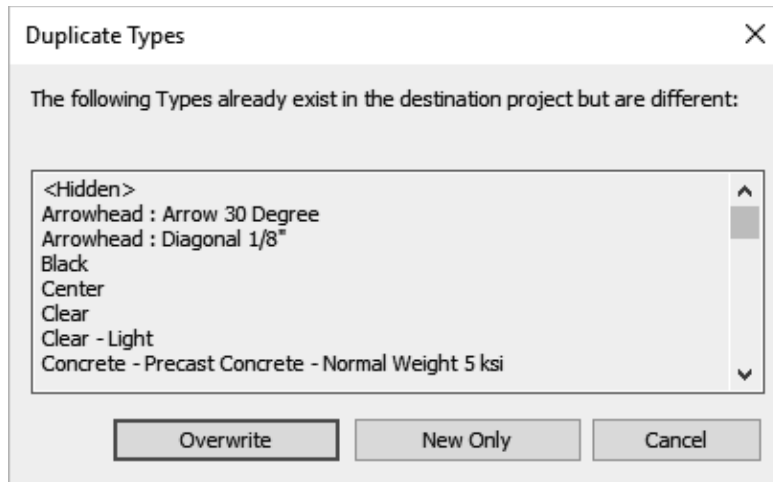 Duplicate Types
The following Types already exist in the destination project but are different:
<Hidden>
Arrowhead : Arrow 30 Degree
Arrowhead : Diagonal 1/8"
Black
Center
Clear
Clear - Light
Concrete - Precast Concrete - Normal Weight 5 ksi
Overwrite New Only Cancel